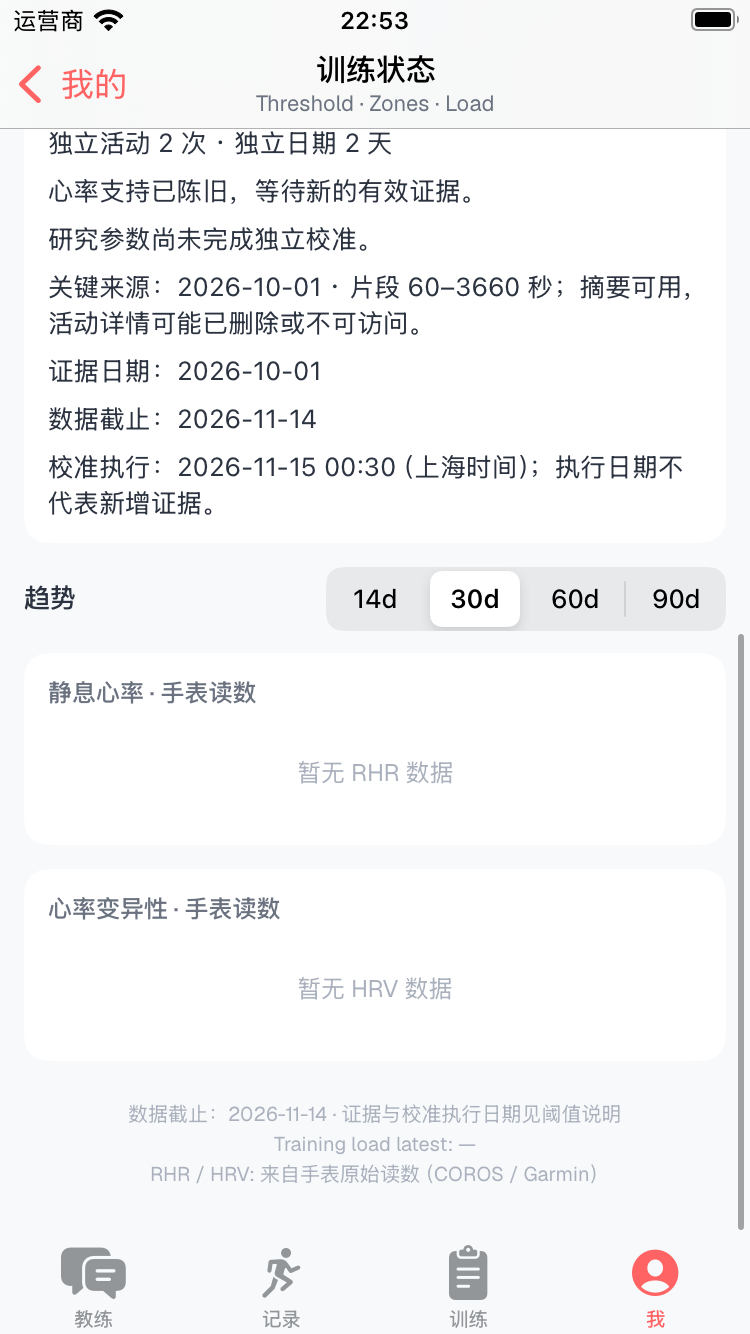 运营商
22:53
我的
训练状态
Threshold · Zones · Load
独立活动 2 次 · 独立日期 2 天
心率支持已陈旧，等待新的有效证据。
研究参数尚未完成独立校准。
关键来源：2026-10-01 · 片段 60–3660 秒；摘要可用，
活动详情可能已删除或不可访问。
证据日期：2026-10-01
数据截止：2026-11-14
校准执行：2026-11-15 00:30 (上海时间)；执行日期不
代表新增证据。
趋势
14d
30d
60d
90d
静息心率 · 手表读数
暂无 RHR 数据
心率变异性 · 手表读数
暂无 HRV 数据
数据截止：2026-11-14 · 证据与校准执行日期见阈值说明
Training load latest: —
RHR / HRV: 来自手表原始读数 (COROS / Garmin)
教练
记录
训练
我